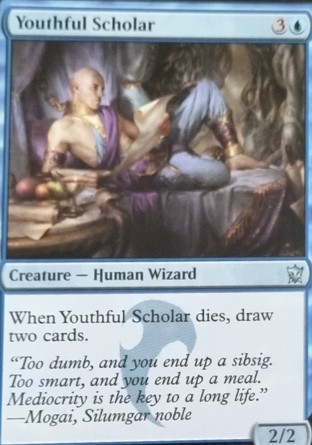 Youthful Scholar 3
Creature — Human Wizard
When Youthful Scholar dies, draw
two cards.
"Too dumb, and you end up a sibsig.
Too smart, and you end up a meal.
Mediocrity is the key to a long life."
—Mogai, Silumgar noble
2/2